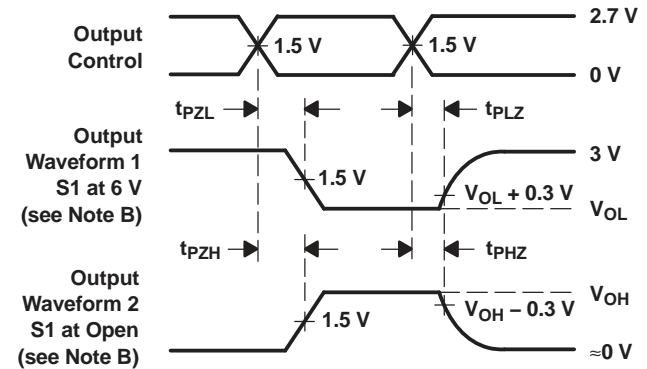 2.7 V
Output
Control
1.5 V
1.5 V
0 V
tPZL
tPLZ
Output
Waveform 1
S1 at 6 V
(see Note B)
3 V
1.5 V
VOL + 0.3 V
VOL
tPZH
tPHZ
Output
Waveform 2
S1 at Open
(see Note B)
VOH
VOH − 0.3 V
1.5 V
≈0 V